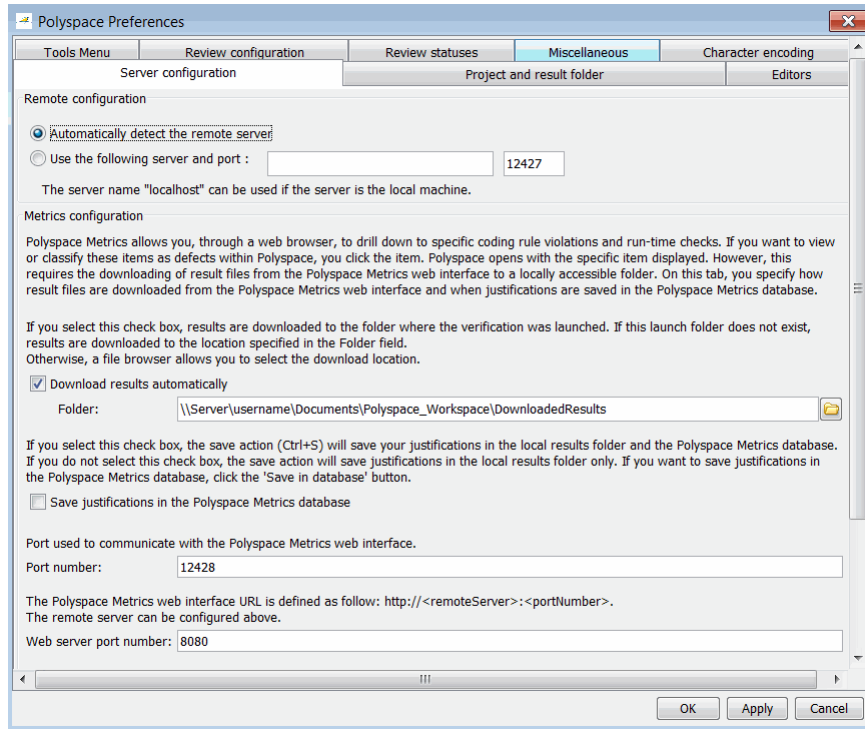 Polyspace Preferences
Tools Menu Review configuration Review statuses Miscellaneous Character encoding
Server configuration Project and result folder Editors
Remote configuration
Automatically detect the remote server
Use the following server and port : 12427
The server name "localhost" can be used if the server is the local machine.
Metrics configuration
Polyspace Metrics allows you, through a web browser, to drill down to specific coding rule violations and run-time checks. If you want to view
or classify these items as defects within Polyspace, you click the item. Polyspace opens with the specific item displayed. However, this
requires the downloading of result files from the Polyspace Metrics web interface to a locally accessible folder. On this tab, you specify how
result files are downloaded from the Polyspace Metrics web interface and when justifications are saved in the Polyspace Metrics database.
If you select this check box, results are downloaded to the folder where the verification was launched. If this launch folder does not exist,
results are downloaded to the location specified in the Folder field.
Otherwise, a file browser allows you to select the download location.
Download results automatically
Folder: \\Server\username\Documents\Polyspace_Workspace\DownloadedResults
If you select this check box, the save action (Ctrl+S) will save your justifications in the local results folder and the Polyspace Metrics database.
If you do not select this check box, the save action will save justifications in the local results folder only. If you want to save justifications in
the Polyspace Metrics database, click the 'Save in database' button.
Save justifications in the Polyspace Metrics database
Port used to communicate with the Polyspace Metrics web interface.
Port number: 12428
The Polyspace Metrics web interface URL is defined as follow: http://<remoteServer>:<portNumber>.
The remote server can be configured above.
Web server port number: 8080
OK Apply Cancel